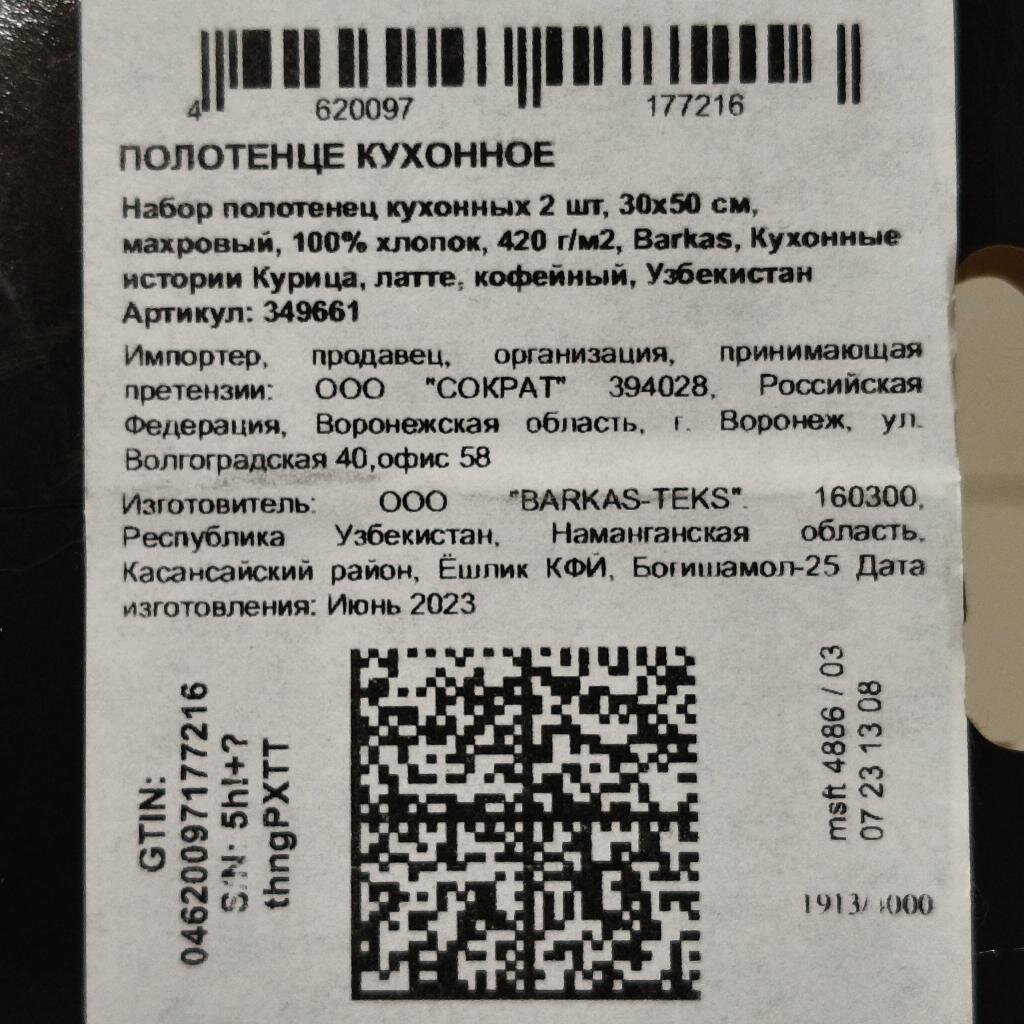 4 620097 177216
ПОЛОТЕНЦЕ КУХОННОЕ
Набор полотенец кухонных 2 шт, 30х50 см,
махровый, 100% хлопок, 420 г/м2, Barkas, Кухонные
истории Курица, латте, кофейный, Узбекистан
Артикул: 349661
Импортер, продавец, организация, принимающая
претензии: ООО "СОКРАТ" 394028, Российская
Федерация, Воронежская область, г. Воронеж, ул.
Волгоградская 40,офис 58
Изготовитель: ООО "BARKAS-TEKS". 160300,
Республика Узбекистан, Наманганская область,
Касансайский район, Ёшлик КФЙ, Богишамол-25 Дата
изготовления: Июнь 2023
GTIN:
04620097177216
S/N: 5h!+?
thngPXTT
msft 4886 / 03
07 23 13 08